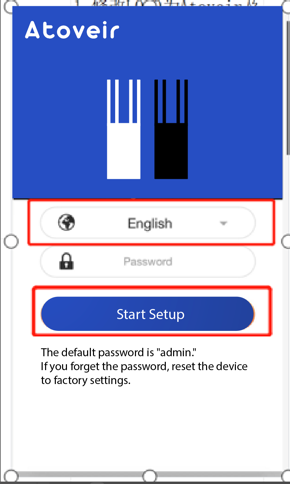 Atoveir
English
Password
Start Setup
The default password is "admin."
If you forget the password, reset the device
to factory settings.